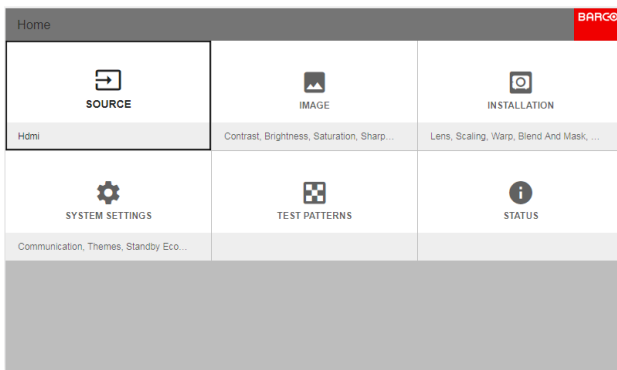 Home
BARCO
SOURCE
IMAGE
INSTALLATION
Hdmi
Contrast, Brightness, Saturation, Sharp...
Lens, Scaling, Warp, Blend And Mask, ...
SYSTEM SETTINGS
TEST PATTERNS
STATUS
Communication, Themes, Standby Eco...